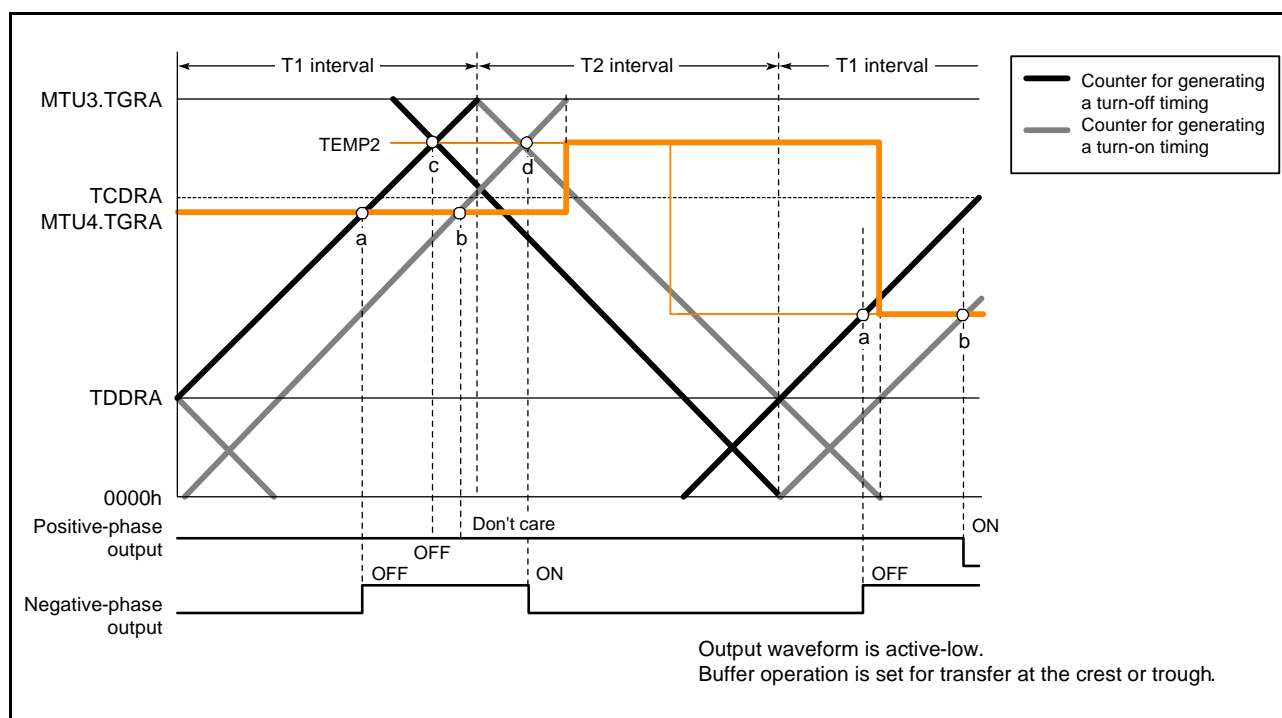 T1 interval
T2 interval
T1 interval
Counter for generating
a turn-off timing
Counter for generating
a turn-on timing
MTU3.TGRA
TEMP2
c
d
TCDRA
MTU4.TGRA
a
b
a
b
TDDRA
0000h
Positive-phase
output
Don't care
OFF
ON
Negative-phase
output
OFF
ON
OFF
Output waveform is active-low.
Buffer operation is set for transfer at the crest or trough.